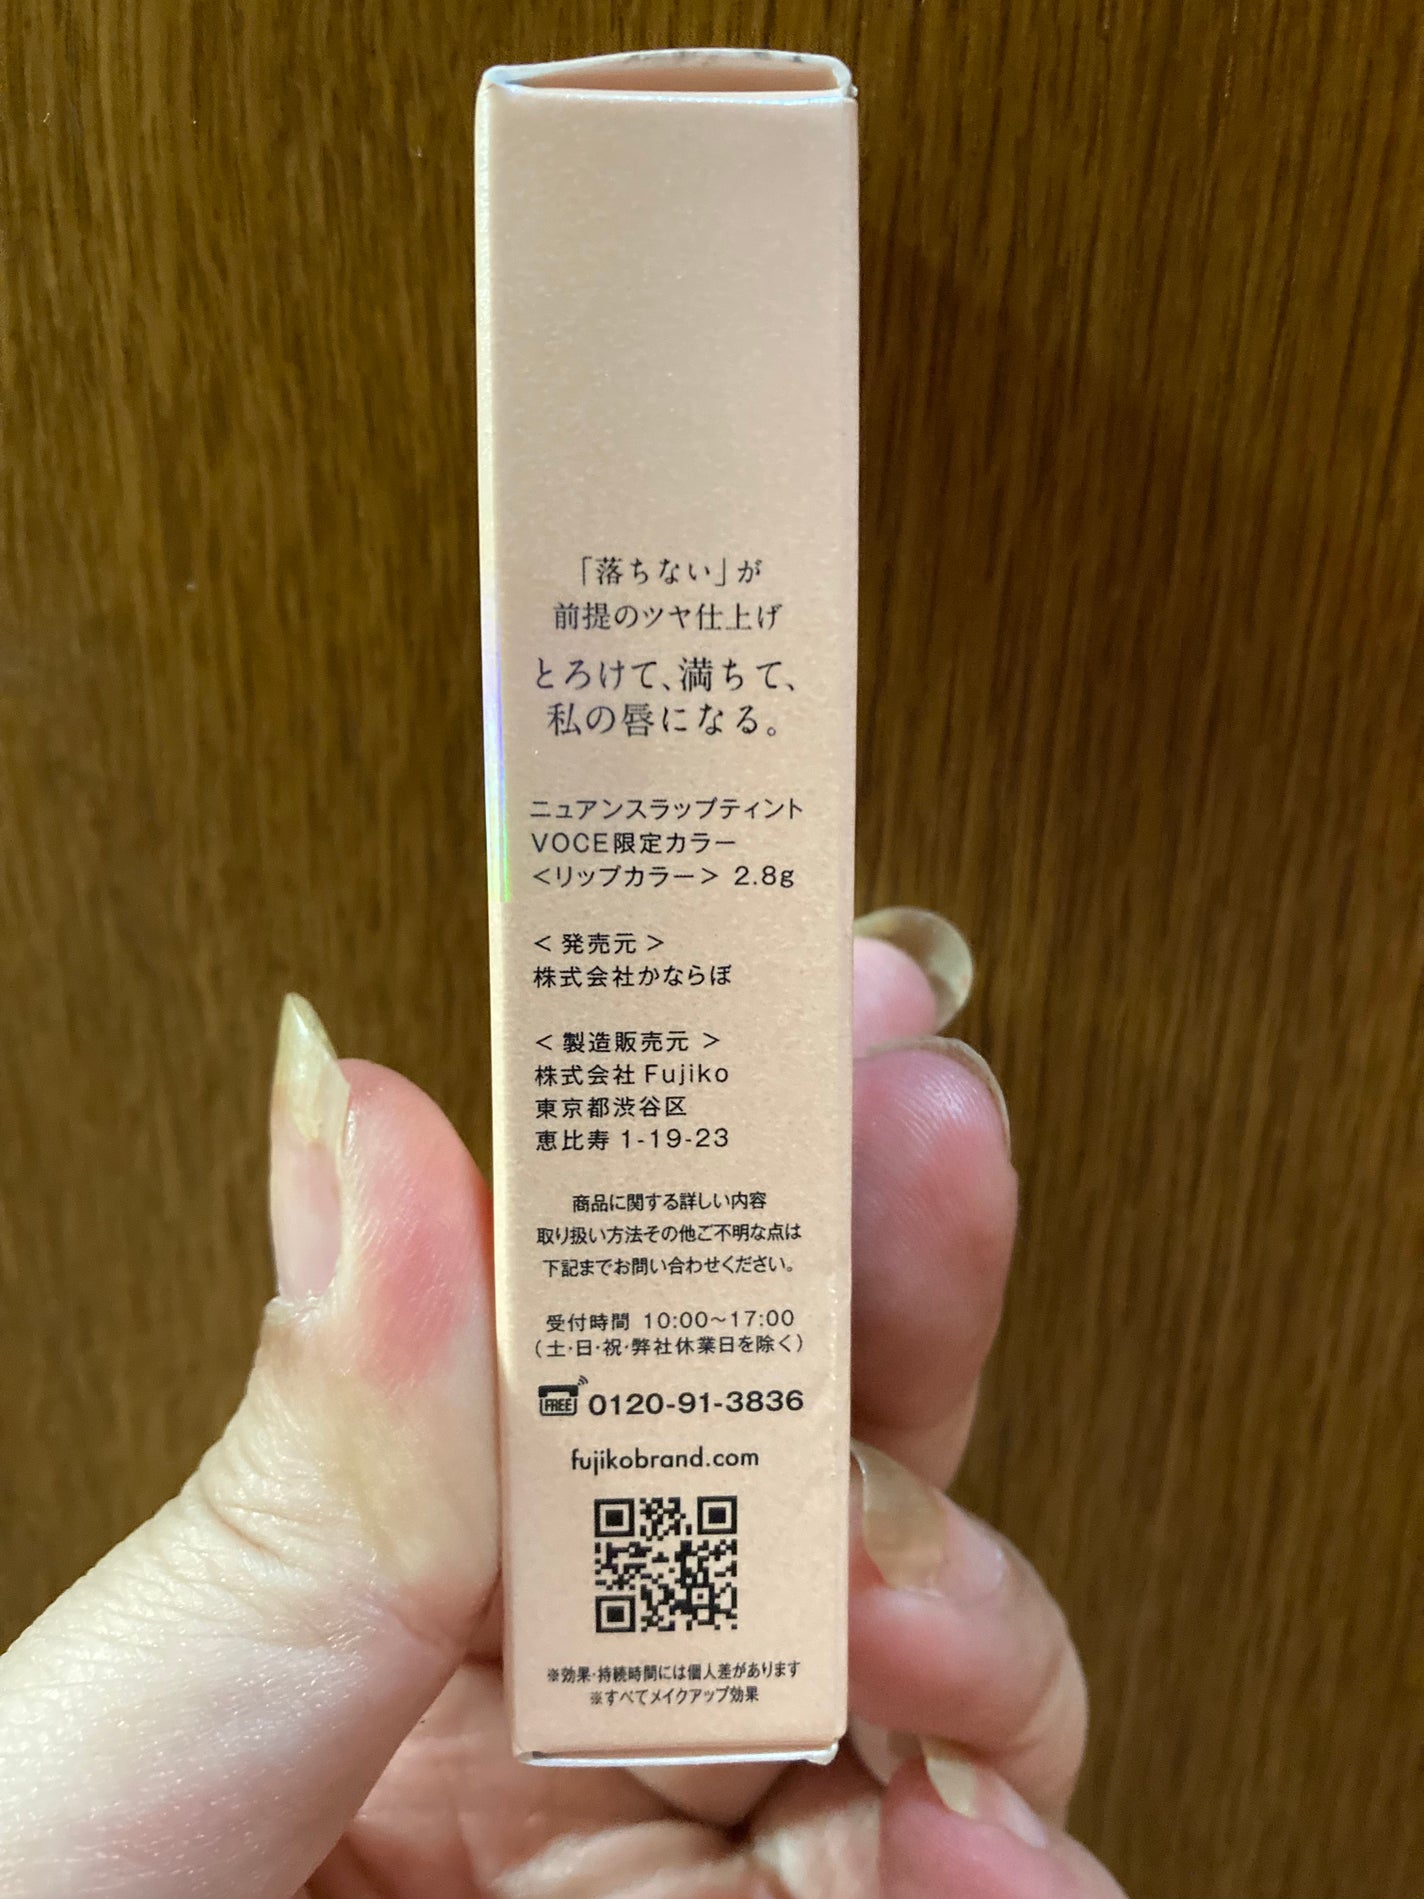 「落ちない」が
前提のツヤ仕上げ
とろけて、満ちて、
私の唇になる。
ニュアンスラップティント
VOCE限定カラー
＜リップカラー＞ 2.8g
＜ 発売元 ＞
株式会社かならぼ
＜ 製造販売元 ＞
株式会社 Fujiko
東京都渋谷区
恵比寿 1-19-23
商品に関する詳しい内容
取り扱い方法その他ご不明な点は
下記までお問い合わせください。
受付時間 10:00〜17:00
（土・日・祝・弊社休業日を除く）
FREE 0120-91-3836
fujikobrand.com
※効果・持続時間には個人差があります
※すべてメイクアップ効果